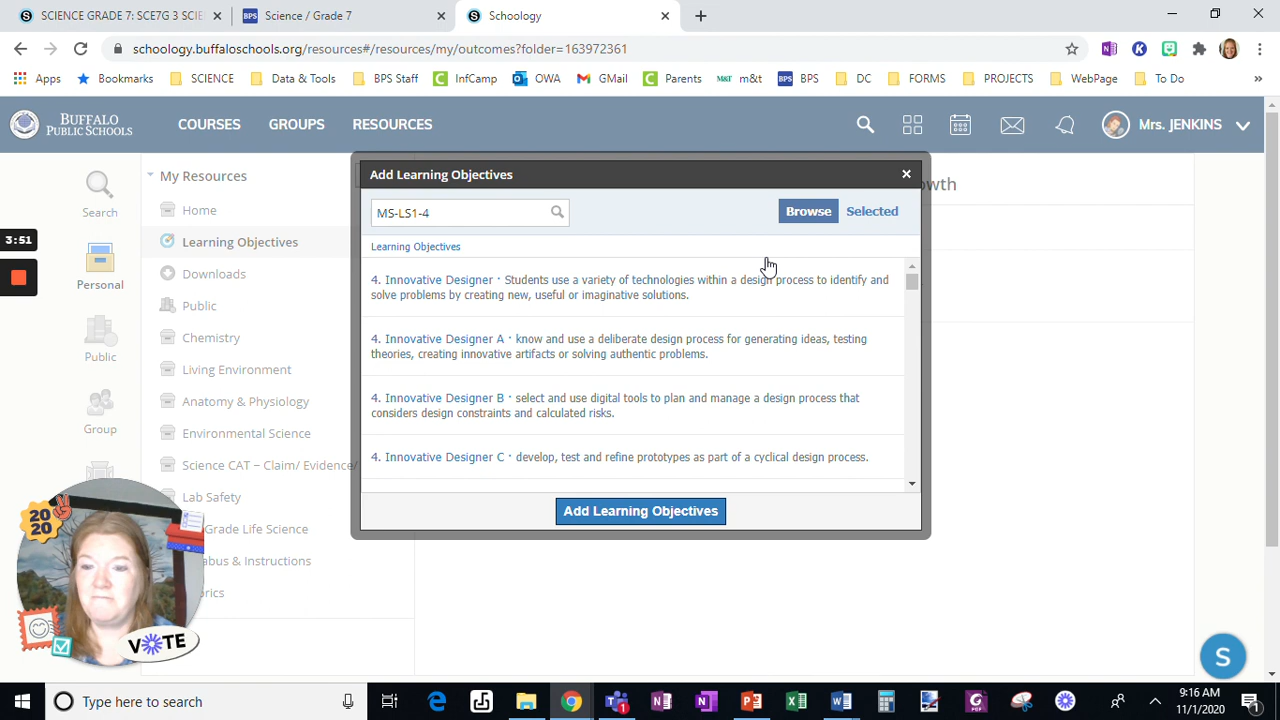 SCIENCE GRADE 7: SCE7G 3 SCIEN
BPS
Science / Grade 7
Schoology
schoology.buffaloschools.org/resources#/resources/my/outcomes?folder=163972361
Apps
Bookmarks
SCIENCE
Data & Tools
BPS Staff
InfCamp
OWA
GMail
Parents
M&T
m&t
BPS
BPS
DC
FORMS
PROJECTS
WebPage
To Do
BUFFALO
PUBLIC SCHOOLS
COURSES
GROUPS
RESOURCES
Mrs. JENKINS
Search
Personal
Public
Group
3:51
My Resources
Home
Learning Objectives
Downloads
Public
Chemistry
Living Environment
Anatomy & Physiology
Environmental Science
Science CAT – Claim/ Evidence/
Lab Safety
Grade Life Science
& Instructions
owth
Add Learning Objectives
MS-LS1-4
Browse
Selected
Learning Objectives
4. Innovative Designer · Students use a variety of technologies within a design process to identify and
solve problems by creating new, useful or imaginative solutions.
4. Innovative Designer A · know and use a deliberate design process for generating ideas, testing
theories, creating innovative artifacts or solving authentic problems.
4. Innovative Designer B · select and use digital tools to plan and manage a design process that
considers design constraints and calculated risks.
4. Innovative Designer C · develop, test and refine prototypes as part of a cyclical design process.
Add Learning Objectives
2020
VOTE
S
Type here to search
9:16 AM
11/1/2020